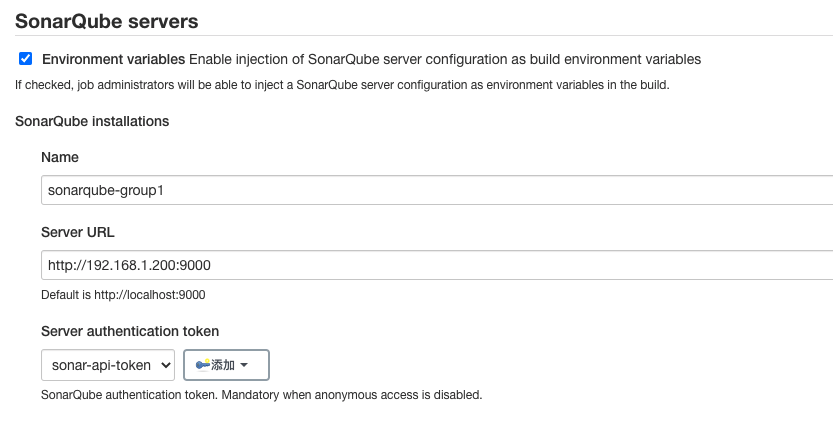 SonarQube servers
Environment variables Enable injection of SonarQube server configuration as build environment variables
If checked, job administrators will be able to inject a SonarQube server configuration as environment variables in the build.
SonarQube installations
Name
sonarqube-group1
Server URL
http://192.168.1.200:9000
Default is http://localhost:9000
Server authentication token
sonar-api-token 添加
SonarQube authentication token. Mandatory when anonymous access is disabled.